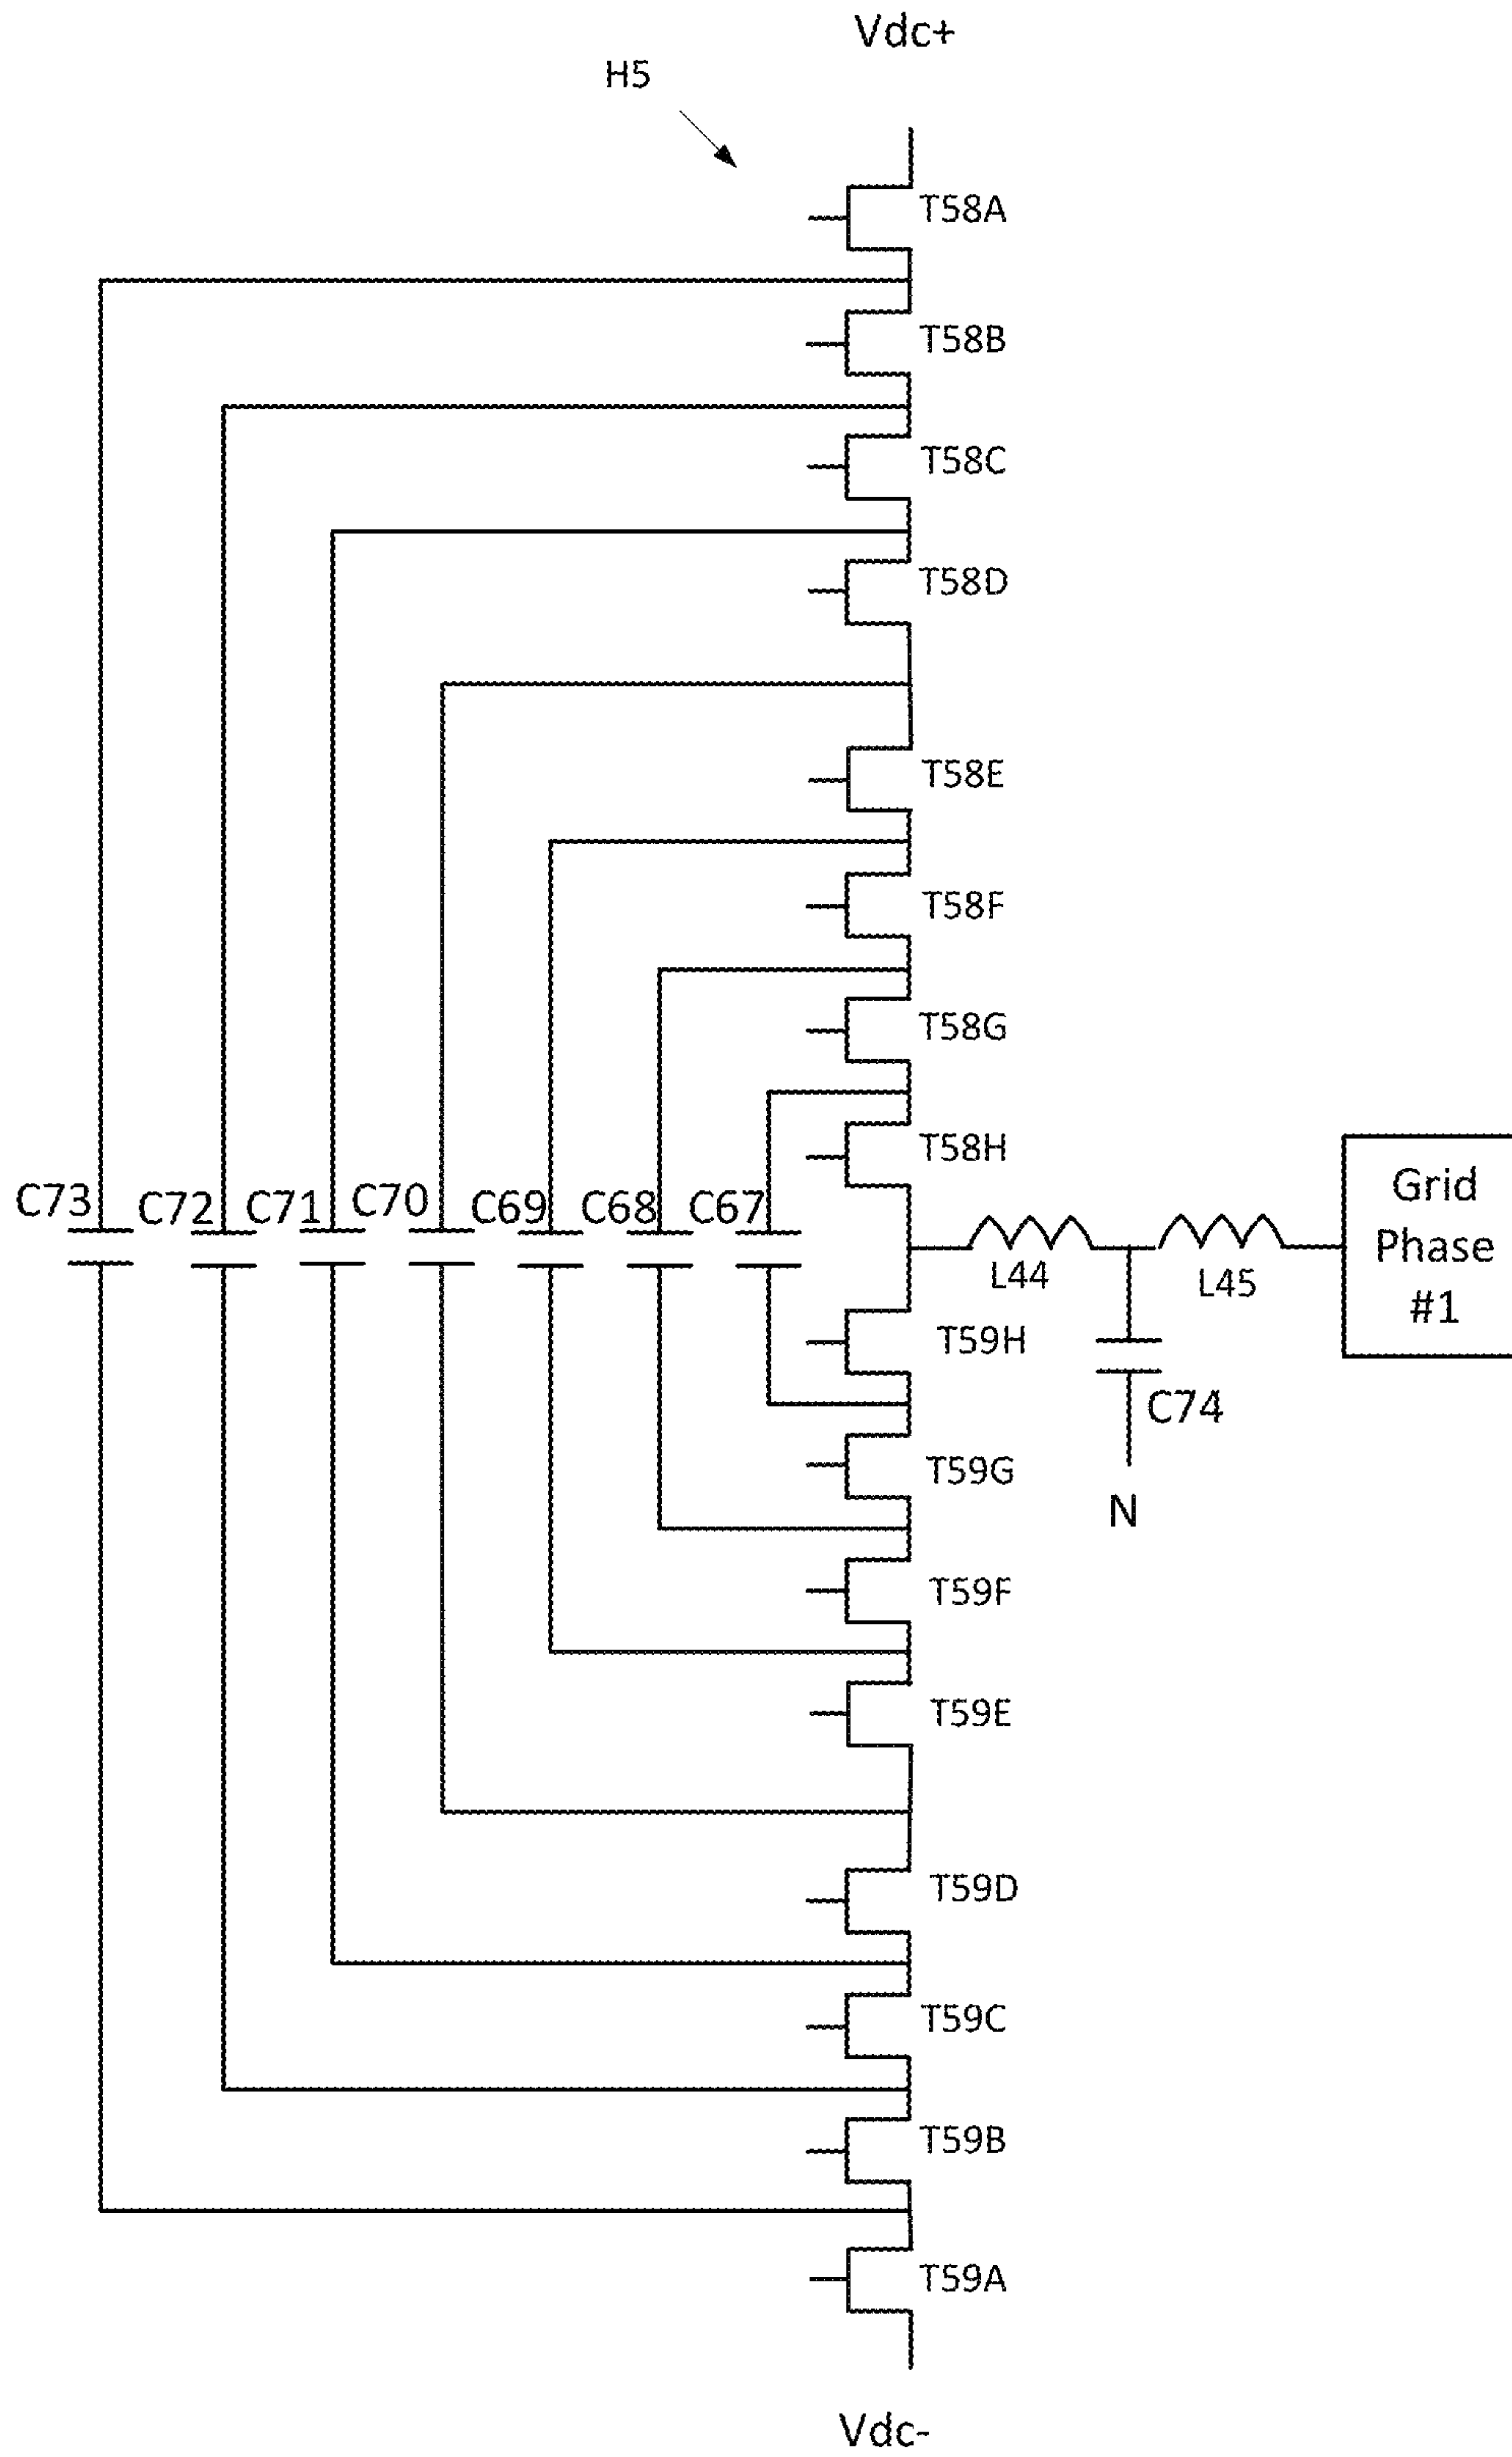 Vdc+
H5
T58A
T58B
T58C
T58D
T58E
T58F
T58G
T58H
C73
C72
C71
C70
C69
C68
C67
Grid
Phase
#1
L44
L45
T59H
C74
T59G
N
T59F
T59E
T59D
T59C
T59B
T59A
Vdc-